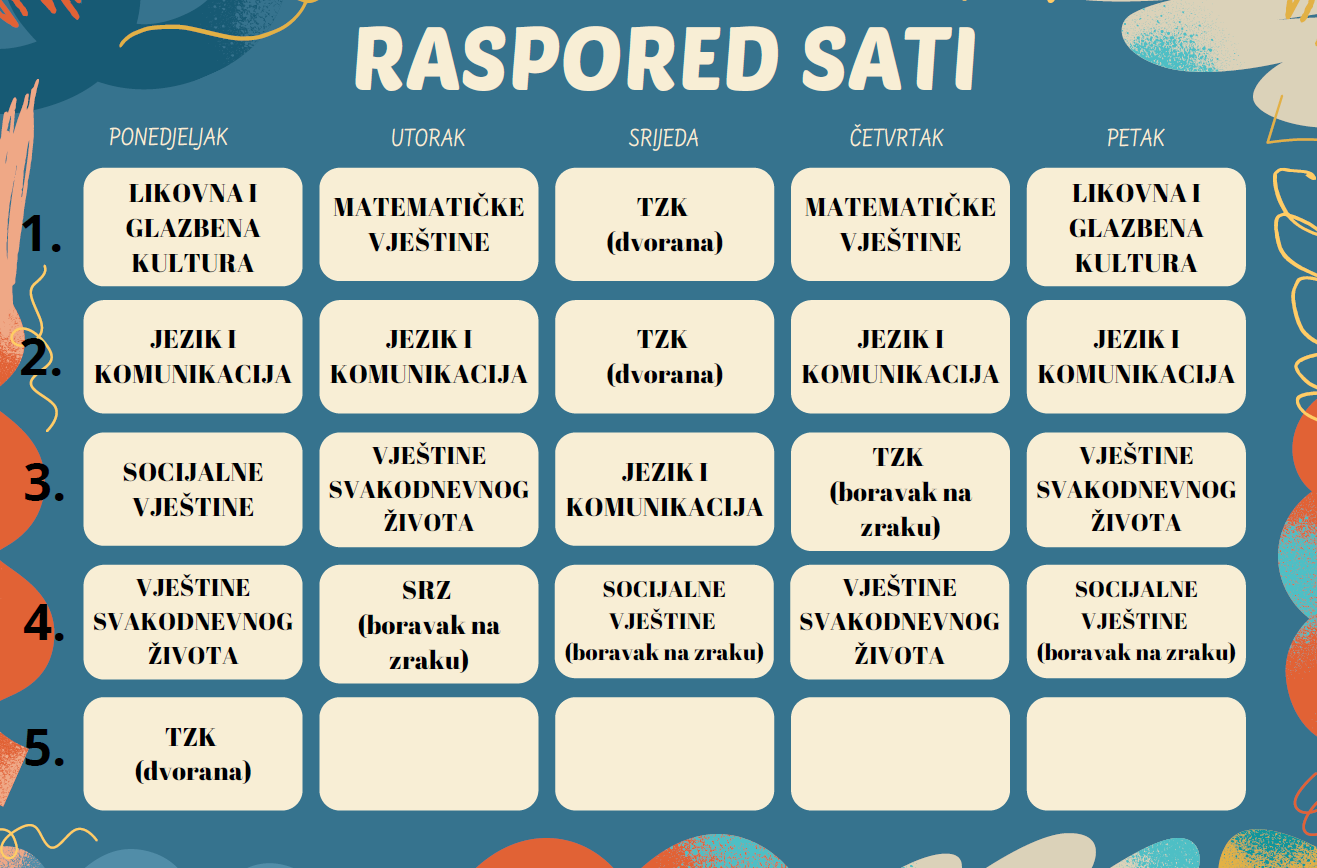 RASPORED SATI
PONEDJELJAK UTORAK SRIJEDA ČETVRTAK PETAK
1.
LIKOVNA I
GLAZBENA
KULTURA
MATEMATIČKE
VJEŠTINE
TZK
(dvorana)
MATEMATIČKE
VJEŠTINE
LIKOVNA I
GLAZBENA
KULTURA
2.
JEZIK I
KOMUNIKACIJA
JEZIK I
KOMUNIKACIJA
TZK
(dvorana)
JEZIK I
KOMUNIKACIJA
JEZIK I
KOMUNIKACIJA
3.
SOCIJALNE
VJEŠTINE
VJEŠTINE
SVAKODNEVNOG
ŽIVOTA
JEZIK I
KOMUNIKACIJA
TZK
(boravak na
zraku)
VJEŠTINE
SVAKODNEVNOG
ŽIVOTA
4.
VJEŠTINE
SVAKODNEVNOG
ŽIVOTA
SRZ
(boravak na
zraku)
SOCIJALNE
VJEŠTINE
(boravak na zraku)
VJEŠTINE
SVAKODNEVNOG
ŽIVOTA
SOCIJALNE
VJEŠTINE
(boravak na zraku)
5.
TZK
(dvorana)